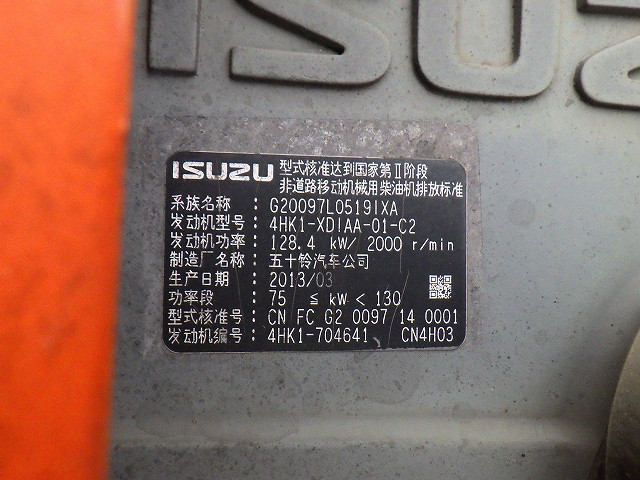 ISUZU
ISUZU 型式核准达到国家第Ⅱ阶段
非道路移动机械用柴油机排放标准
系族名称 : G20097L0519IXA
发动机型号: 4HK1-XDIAA-01-C2
发动机功率: 128.4 kW/ 2000 r/min
制造厂名称: 五十铃汽车公司
生产日期 : 2013/03
功率段 : 75 ≦ kW < 130
型式核准号: CN FC G2 0097 14 0001
发动机编号: 4HK1-704641 CN4H03